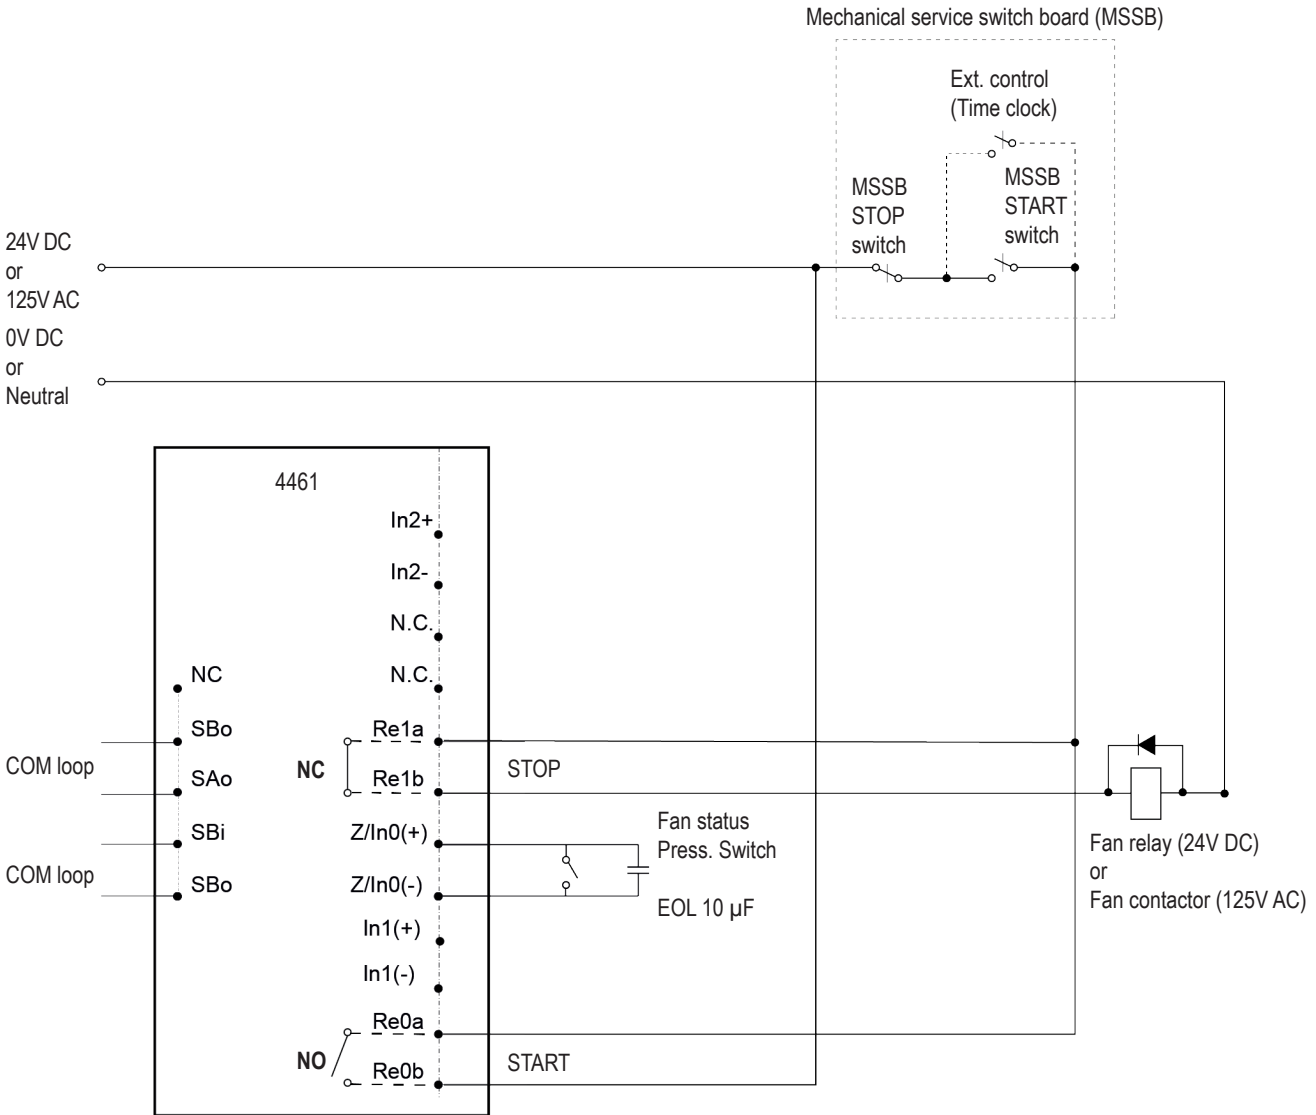 Mechanical service switch board (MSSB)
Ext. control
(Time clock)
MSSB
STOP
switch
MSSB
START
switch
24V DC
or
125V AC
0V DC
or
Neutral
4461
In2+
In2-
N.C.
N.C.
NC
SBo
SAo
SBi
SBo
COM loop
COM loop
NC
Re1a
Re1b
STOP
Z/In0(+)
Z/In0(-)
Fan status
Press. Switch
EOL 10 µF
Fan relay (24V DC)
or
Fan contactor (125V AC)
In1(+)
In1(-)
NO
Re0a
Re0b
START